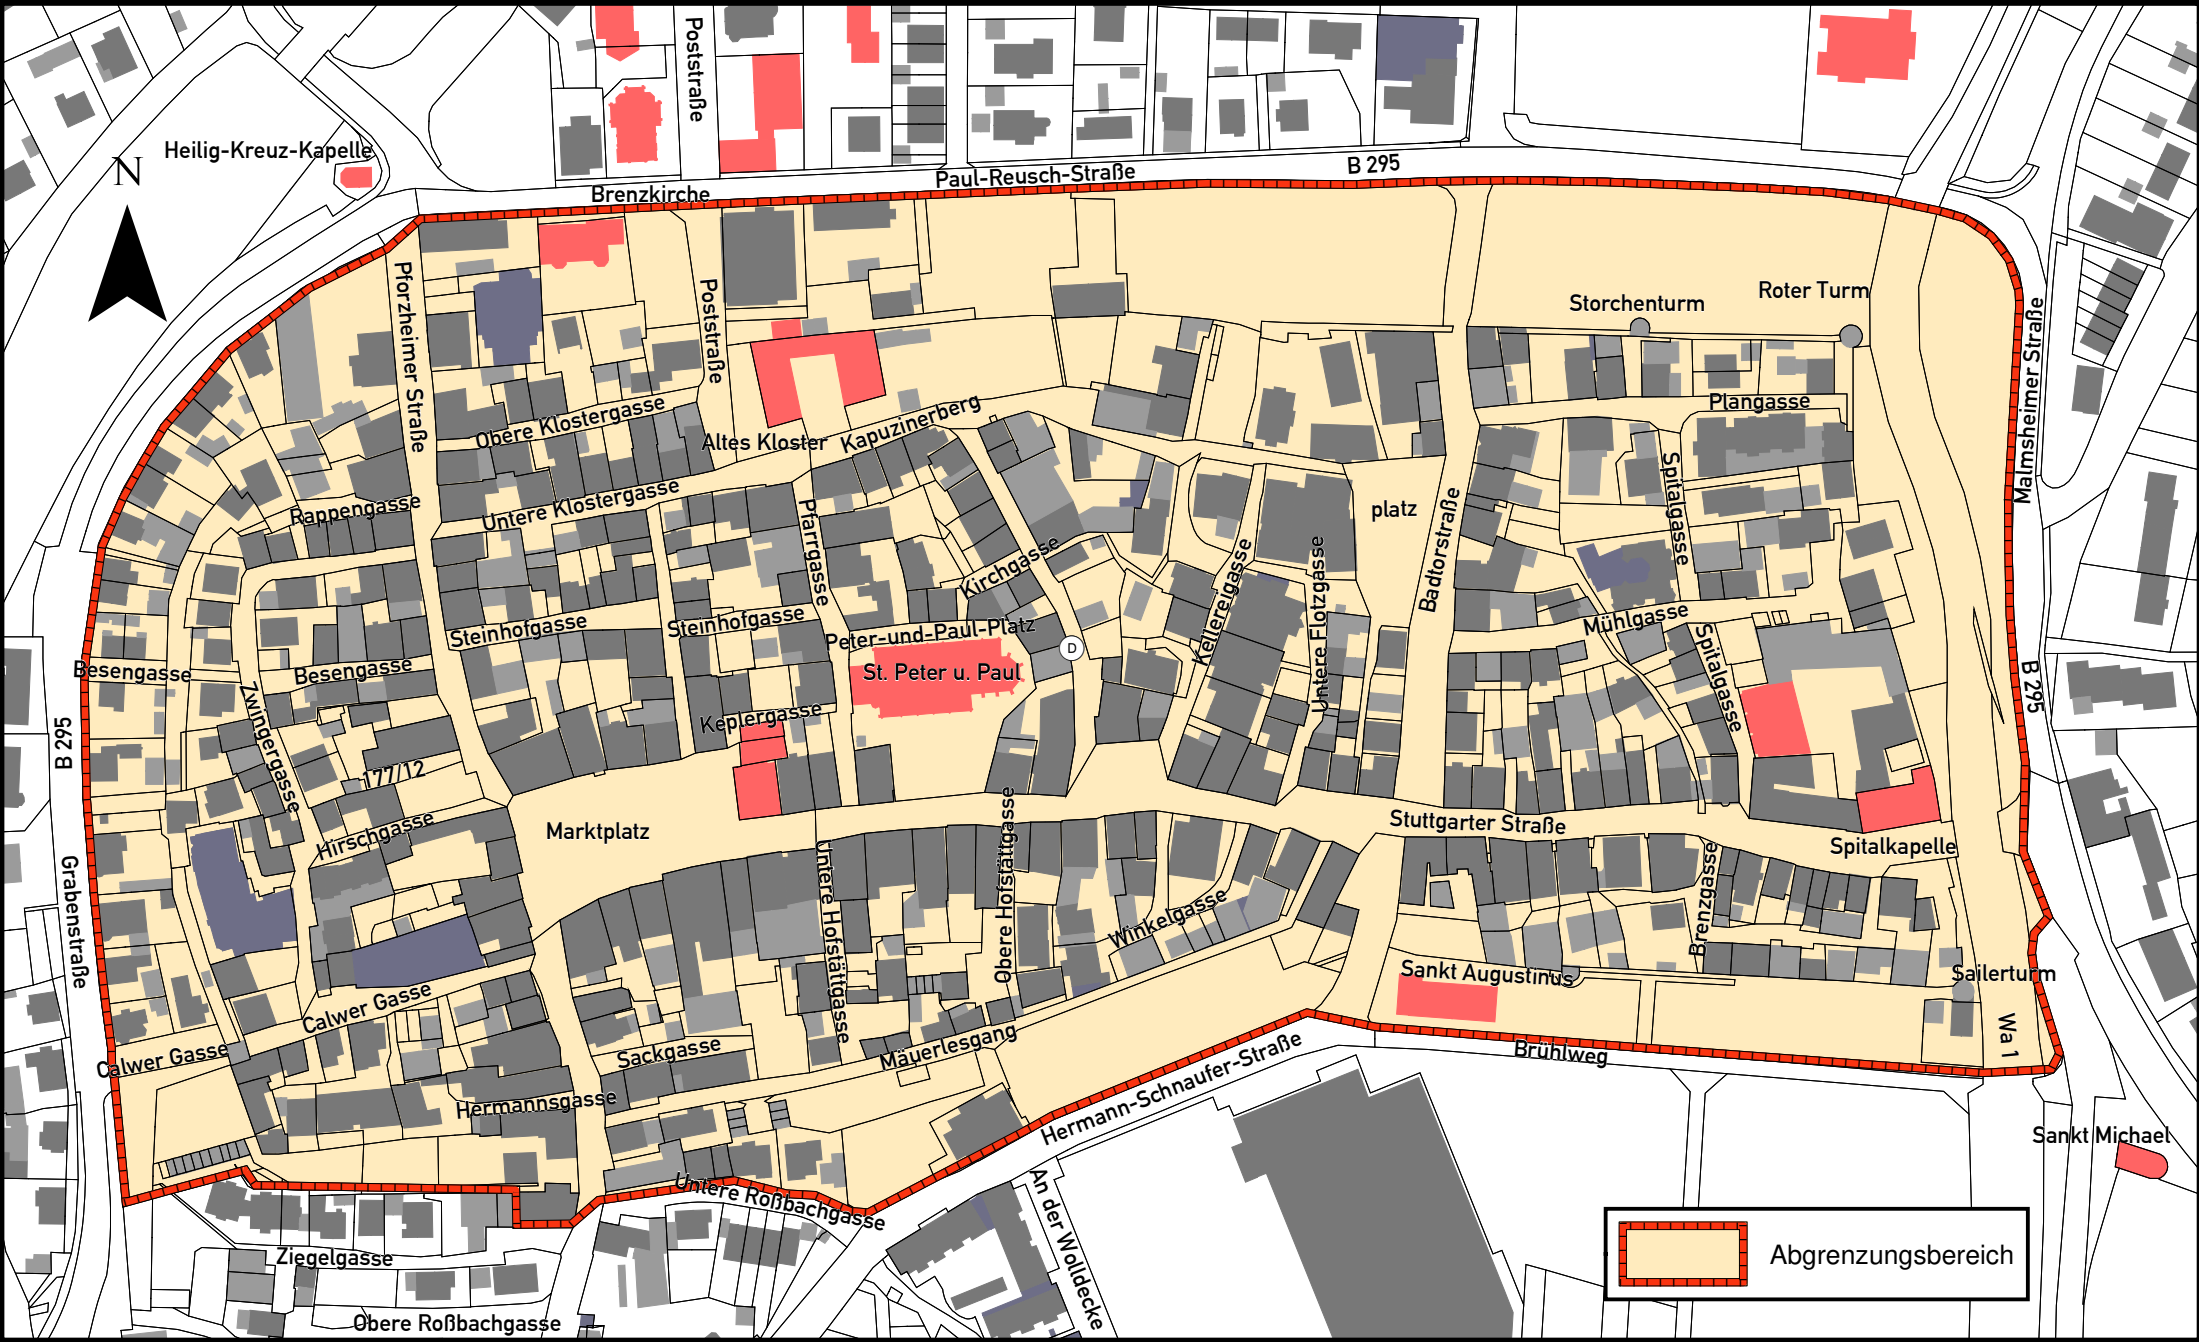 Poststraße
Heilig-Kreuz-Kapelle
N
Brenzkirche
Paul-Reusch-Straße
B 295
Pforzheimer Straße
Poststraße
Storchenturm
Roter Turm
Malmsheimer Straße
Obere Klostergasse
Altes Kloster
Kapuzinerberg
Plangasse
Rappengasse
Untere Klostergasse
Pfarrgasse
platz
Badtorstraße
Spitalgasse
Kirchgasse
Kellereigasse
Untere Flotzgasse
Steinhofgasse
Steinhofgasse
Peter-und-Paul-Platz
Mühlgasse
D
Besengasse
Besengasse
St. Peter u. Paul
Spitalgasse
B 295
Zwingergasse
Keplergasse
B 295
177/12
Hirschgasse
Marktplatz
Stuttgarter Straße
Spitalkapelle
Grabenstraße
Untere Hofstättgasse
Obere Hofstättgasse
Winkelgasse
Brenzgasse
Sankt Augustinus
Sailerturm
Calwer Gasse
Calwer Gasse
Sackgasse
Mäuerlesgang
Wa 1
Hermannsgasse
Hermann-Schnaufer-Straße
Brühlweg
Sankt Michael
Untere Roßbachgasse
An der Wolldecke
Ziegelgasse
Obere Roßbachgasse
Abgrenzungsbereich